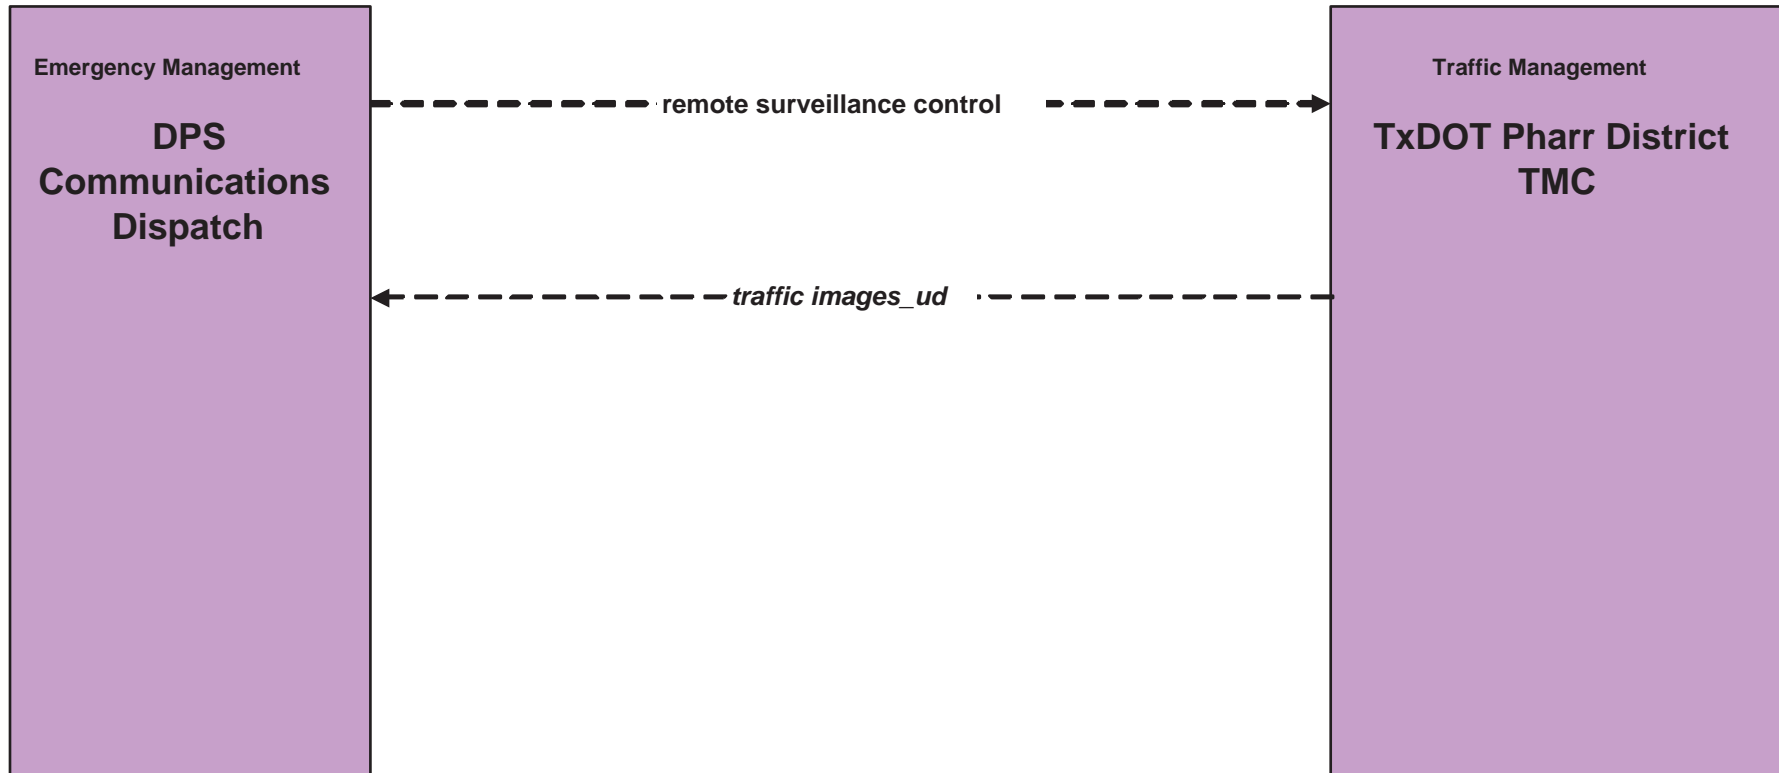 Emergency Management
DPS
Communications
Dispatch
remote surveillance control
traffic images_ud
Traffic Management
TxDOT Pharr District
TMC